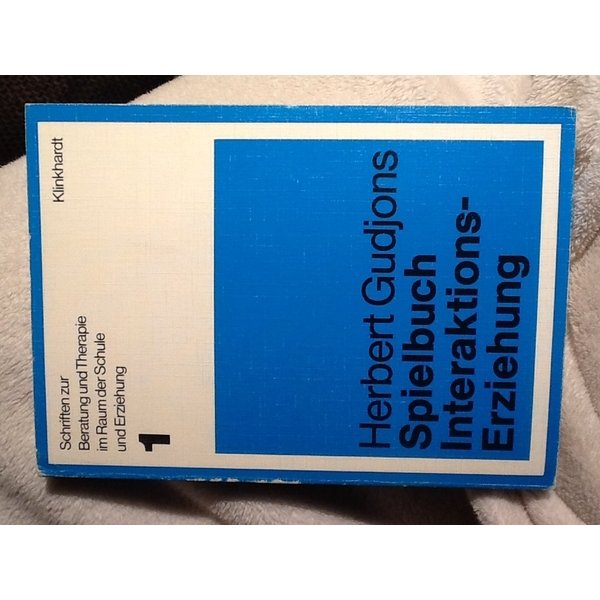 Schriften zur
Beratung und Therapie
im Raum der Schule
und Erziehung
1
Klinkhardt
Herbert Gudjons
Spielbuch
Interaktions-
Erziehung